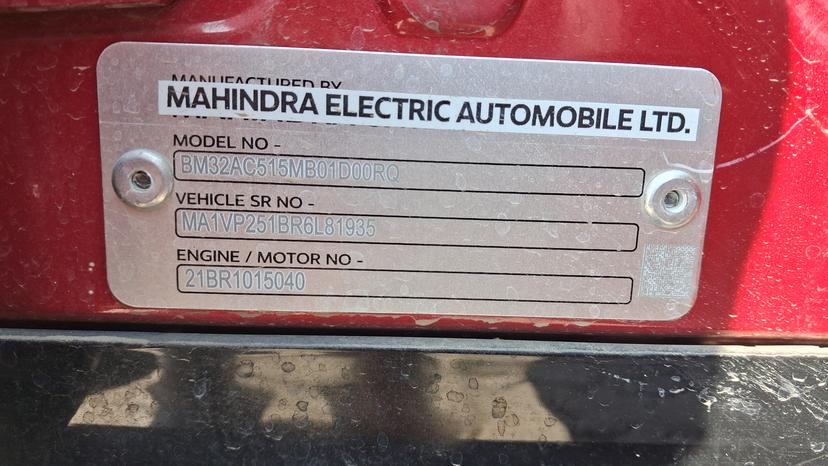 MANUFACTURED BY
MAHINDRA ELECTRIC AUTOMOBILE LTD.
MODEL NO -
BM32AC515MB01D00RQ
VEHICLE SR NO -
MA1VP251BR6L81935
ENGINE / MOTOR NO -
21BR1015040